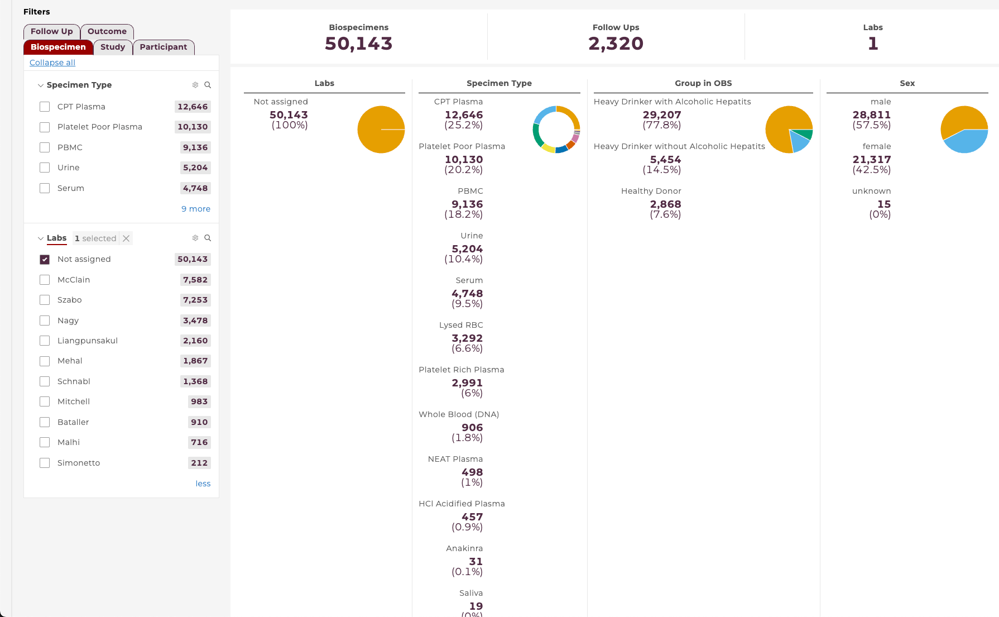 Filters
Follow Up
Outcome
Biospecimen
Study
Participant
Collapse all
Specimen Type
CPT Plasma 12,646
Platelet Poor Plasma 10,130
PBMC 9,136
Urine 5,204
Serum 4,748
9 more
Labs 1 selected
Not assigned 50,143
McClain 7,582
Szabo 7,253
Nagy 3,478
Liangpunsakul 2,160
Mehal 1,867
Schnabl 1,368
Mitchell 983
Bataller 910
Malhi 716
Simonetto 212
less
Biospecimens
50,143
Follow Ups
2,320
Labs
1
Labs
Not assigned
50,143
(100%)
Specimen Type
CPT Plasma
12,646
(25.2%)
Platelet Poor Plasma
10,130
(20.2%)
PBMC
9,136
(18.2%)
Urine
5,204
(10.4%)
Serum
4,748
(9.5%)
Lysed RBC
3,292
(6.6%)
Platelet Rich Plasma
2,991
(6%)
Whole Blood (DNA)
906
(1.8%)
NEAT Plasma
498
(1%)
HCl Acidified Plasma
457
(0.9%)
Anakinra
31
(0.1%)
Saliva
19
(0%)
Group in OBS
Heavy Drinker with Alcoholic Hepatits
29,207
(77.8%)
Heavy Drinker without Alcoholic Hepatits
5,454
(14.5%)
Healthy Donor
2,868
(7.6%)
Sex
male
28,811
(57.5%)
female
21,317
(42.5%)
unknown
15
(0%)